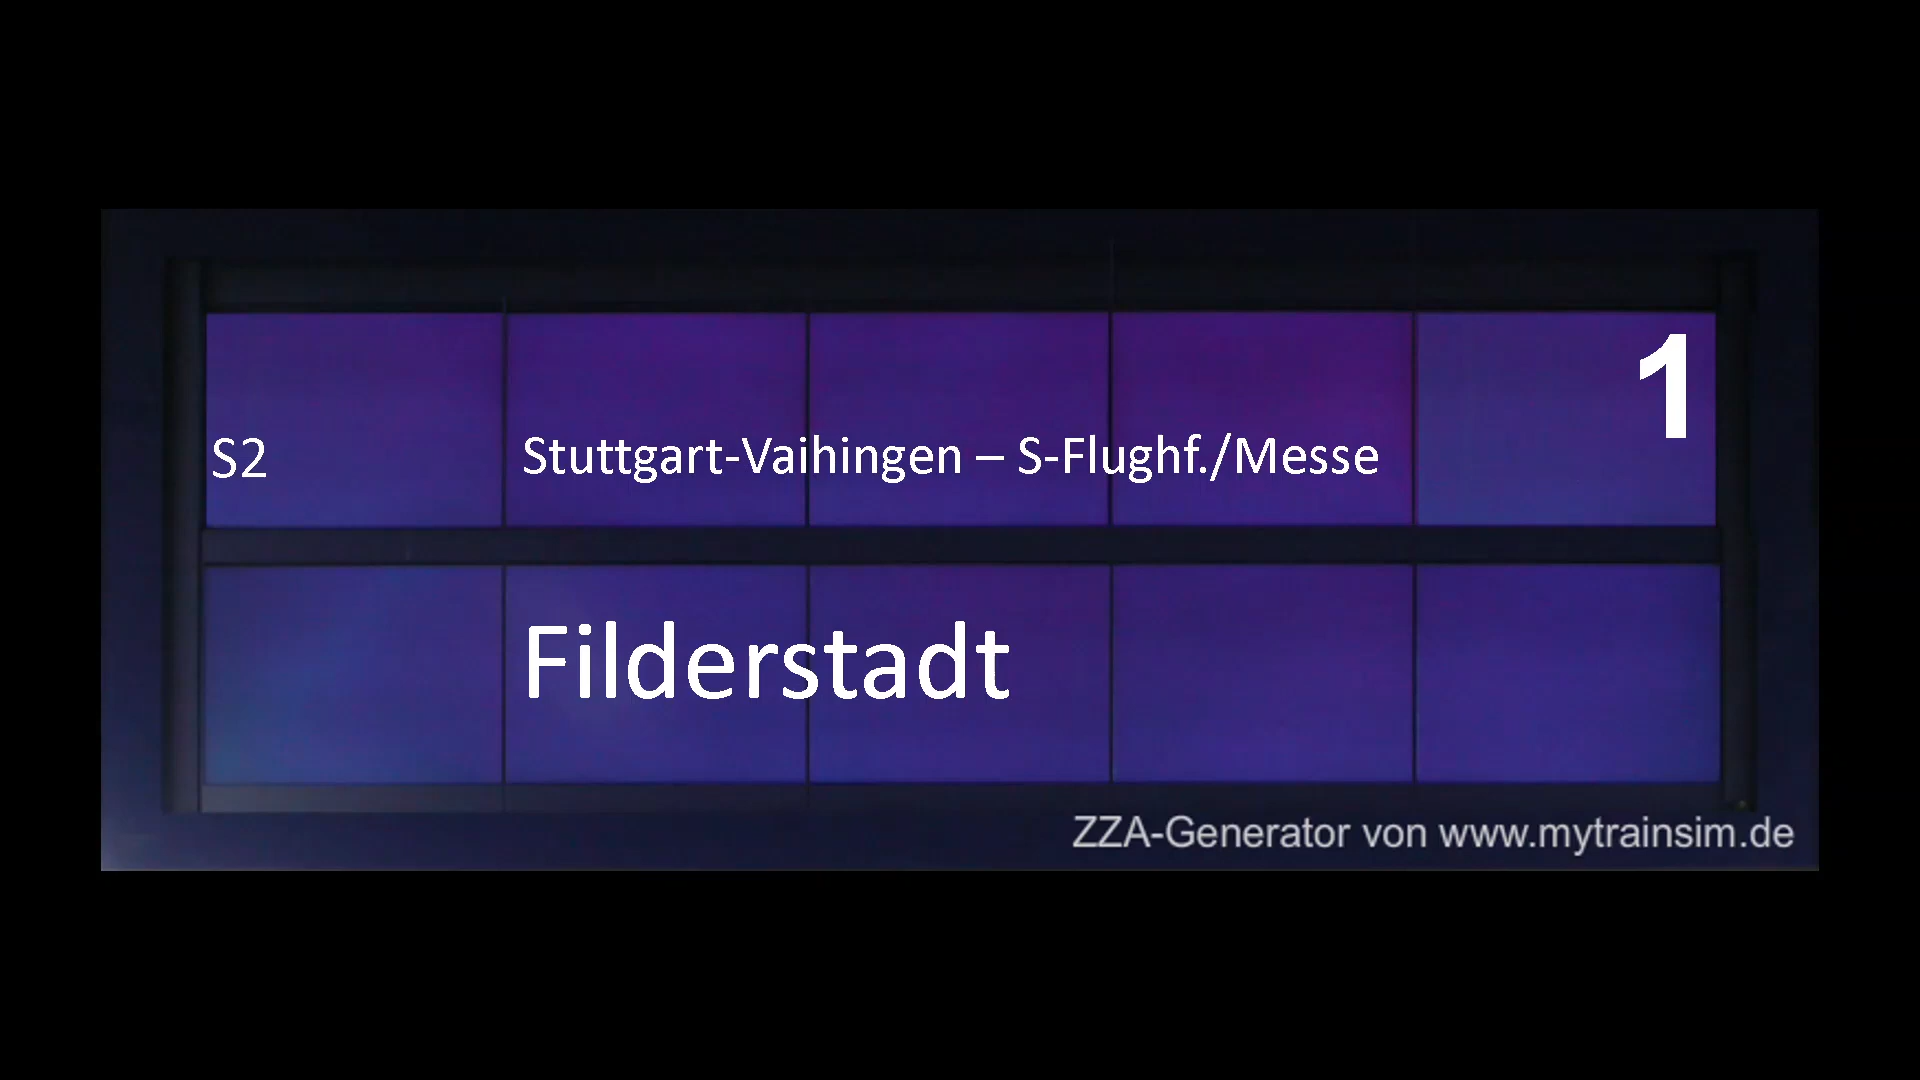 1
S2 Stuttgart-Vaihingen – S-Flughf./Messe
Filderstadt
ZZA-Generator von www.mytrainsim.de